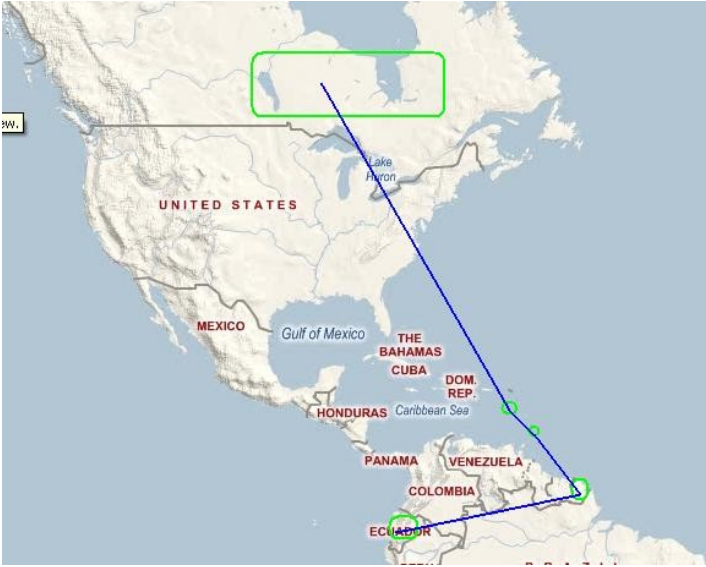 ew.
Lake
Huron
UNITED STATES
MEXICO
Gulf of Mexico
THE
BAHAMAS
CUBA
DOM.
REP.
HONDURAS
Caribbean Sea
PANAMA
VENEZUELA
COLOMBIA
ECUADOR
BRAZIL